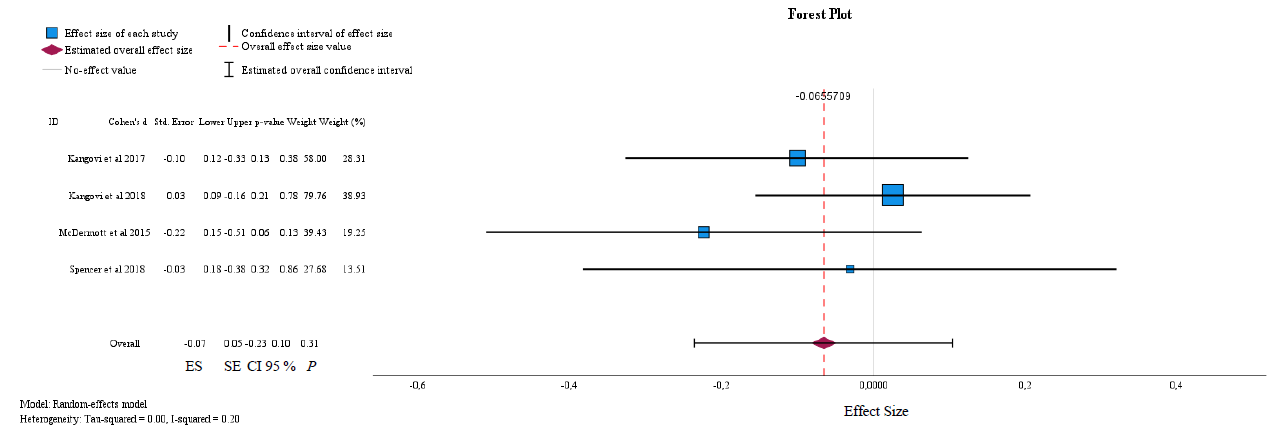 Forest Plot
Effect size of each study
Confidence interval of effect size
Estimated overall effect size
Overall effect size value
No-effect value
Estimated overall confidence interval
-0.0655709
ID Cohen's d Std. Error Lower Upper p-value Weight Weight (%)
Kangovi et al 2017 -0.10 0.12 -0.33 0.13 0.38 58.00 28.31
Kangovi et al 2018 0.03 0.09 -0.16 0.21 0.78 79.76 38.93
McDermott et al 2015 -0.22 0.15 -0.51 0.06 0.13 39.43 19.25
Spencer et al 2018 -0.03 0.18 -0.38 0.32 0.86 27.68 13.51
Overall -0.07 0.05 -0.23 0.10 0.31
ES SE CI 95 % P
-0,6 -0,4 -0,2 0,0000 0,2 0,4
Effect Size
Model: Random-effects model
Heterogeneity: Tau-squared = 0.00, I-squared = 0.20